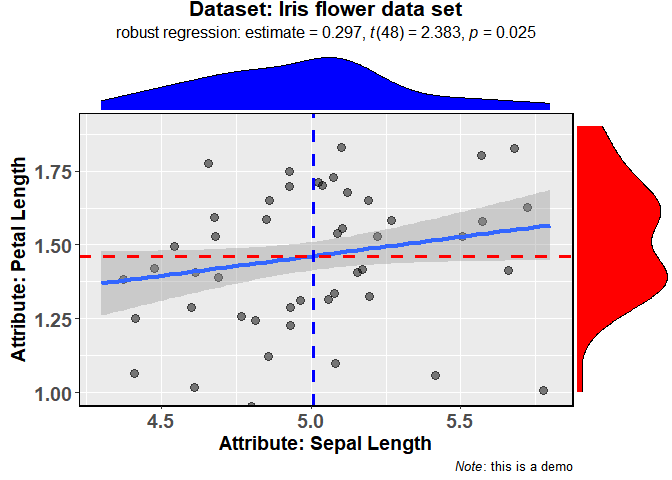 Dataset: Iris flower data set
robust regression: estimate = 0.297, t(48) = 2.383, p = 0.025
Attribute: Petal Length
1.75
1.50
1.25
1.00
4.5 5.0 5.5
Attribute: Sepal Length
Note: this is a demo